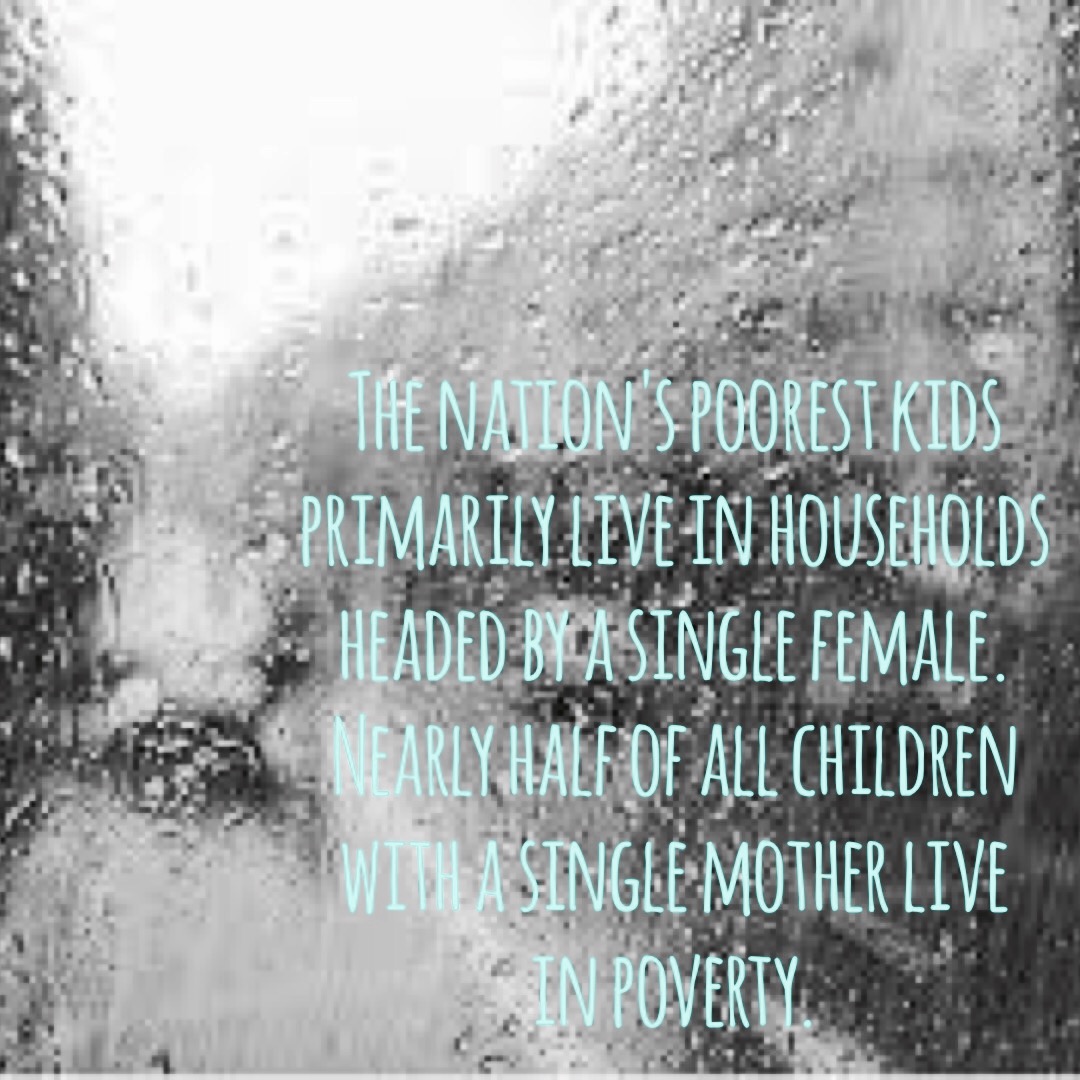 The nation's poorest kids
primarily live in households
headed by a single female.
Nearly half of all children
with a single mother live
in poverty.